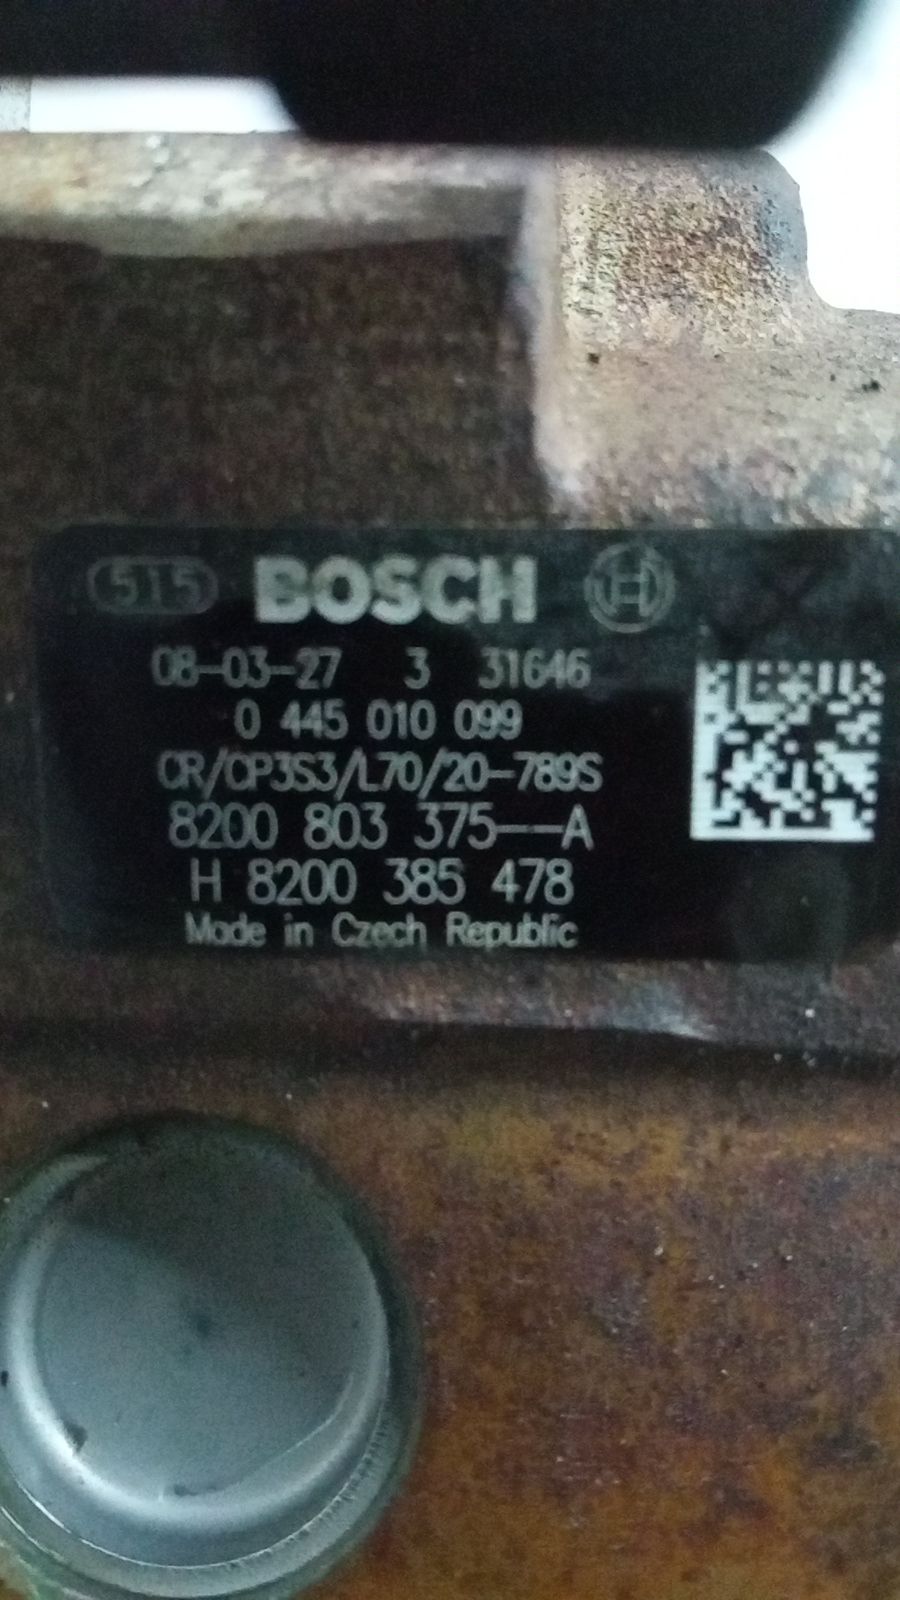 515 BOSCH
08-03-27 3 31646
0 445 010 099
CR/CP3S3/L70/20-789S
8200 803 375--A
H 8200 385 478
Made in Czech Republic